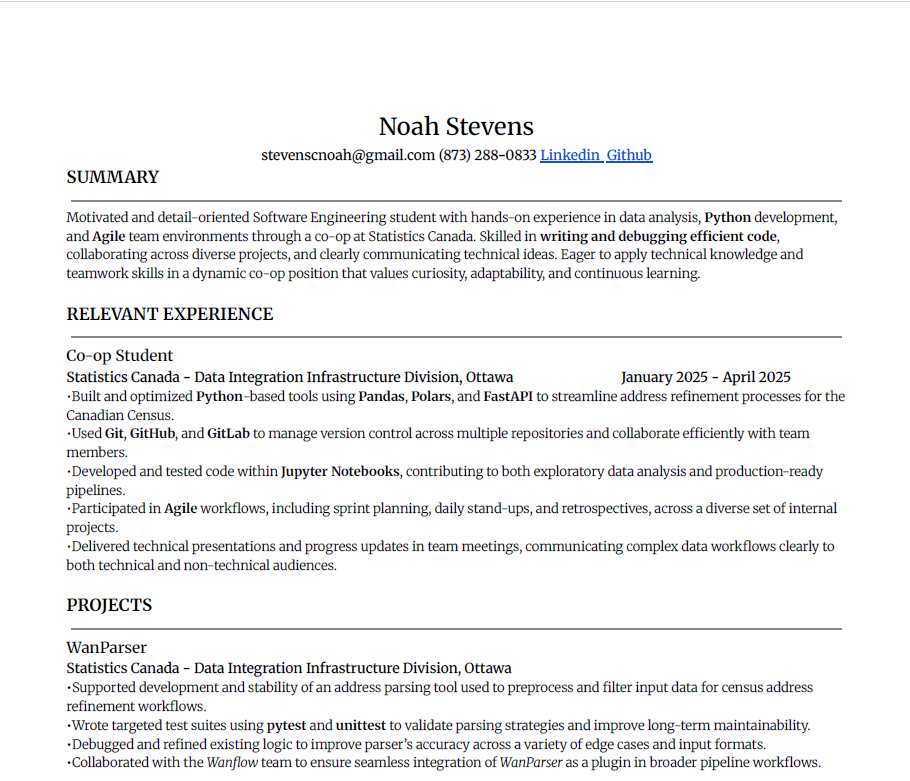 Noah Stevens
stevenscnoah@gmail.com (873) 288-0833 Linkedin Github
SUMMARY
Motivated and detail-oriented Software Engineering student with hands-on experience in data analysis, Python development,
and Agile team environments through a co-op at Statistics Canada. Skilled in writing and debugging efficient code,
collaborating across diverse projects, and clearly communicating technical ideas. Eager to apply technical knowledge and
teamwork skills in a dynamic co-op position that values curiosity, adaptability, and continuous learning.
RELEVANT EXPERIENCE
Co-op Student
Statistics Canada - Data Integration Infrastructure Division, Ottawa January 2025 - April 2025
•Built and optimized Python-based tools using Pandas, Polars, and FastAPI to streamline address refinement processes for the
Canadian Census.
•Used Git, GitHub, and GitLab to manage version control across multiple repositories and collaborate efficiently with team
members.
•Developed and tested code within Jupyter Notebooks, contributing to both exploratory data analysis and production-ready
pipelines.
•Participated in Agile workflows, including sprint planning, daily stand-ups, and retrospectives, across a diverse set of internal
projects.
•Delivered technical presentations and progress updates in team meetings, communicating complex data workflows clearly to
both technical and non-technical audiences.
PROJECTS
WanParser
Statistics Canada - Data Integration Infrastructure Division, Ottawa
•Supported development and stability of an address parsing tool used to preprocess and filter input data for census address
refinement workflows.
•Wrote targeted test suites using pytest and unittest to validate parsing strategies and improve long-term maintainability.
•Debugged and refined existing logic to improve parser's accuracy across a variety of edge cases and input formats.
•Collaborated with the Wanflow team to ensure seamless integration of WanParser as a plugin in broader pipeline workflows.